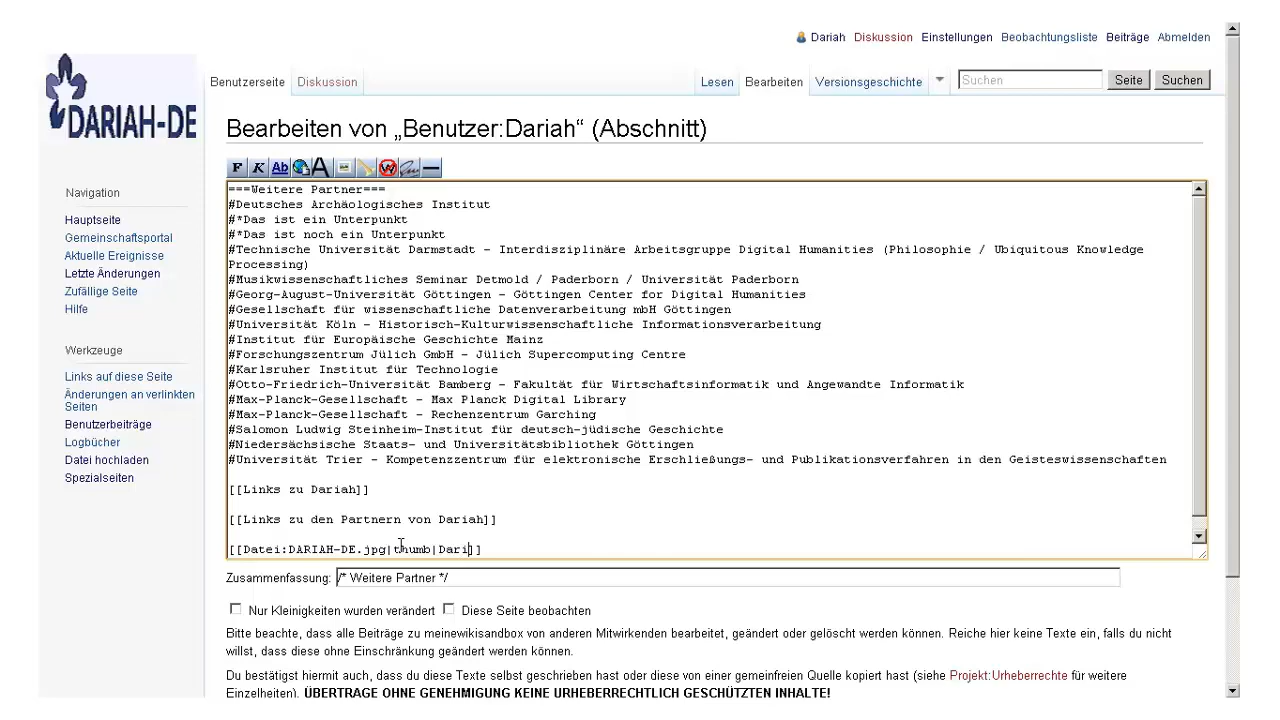 Dariah Diskussion Einstellungen Beobachtungsliste Beiträge Abmelden
DARIAH-DE
Benutzerseite Diskussion Lesen Bearbeiten Versionsgeschichte Suchen Seite Suchen
Bearbeiten von „Benutzer:Dariah“ (Abschnitt)
F K Ab A
Navigation
Hauptseite
Gemeinschaftsportal
Aktuelle Ereignisse
Letzte Änderungen
Zufällige Seite
Hilfe
Werkzeuge
Links auf diese Seite
Änderungen an verlinkten
Seiten
Benutzerbeiträge
Logbücher
Datei hochladen
Spezialseiten
===Weitere Partner===
#Deutsches Archäologisches Institut
#*Das ist ein Unterpunkt
#*Das ist noch ein Unterpunkt
#Technische Universität Darmstadt - Interdisziplinäre Arbeitsgruppe Digital Humanities (Philosophie / Ubiquitous Knowledge
Processing)
#Musikwissenschaftliches Seminar Detmold / Paderborn / Universität Paderborn
#Georg-August-Universität Göttingen - Göttingen Center for Digital Humanities
#Gesellschaft für wissenschaftliche Datenverarbeitung mbH Göttingen
#Universität Köln - Historisch-Kulturwissenschaftliche Informationsverarbeitung
#Institut für Europäische Geschichte Mainz
#Forschungszentrum Jülich GmbH - Jülich Supercomputing Centre
#Karlsruher Institut für Technologie
#Otto-Friedrich-Universität Bamberg - Fakultät für Wirtschaftsinformatik und Angewandte Informatik
#Max-Planck-Gesellschaft - Max Planck Digital Library
#Max-Planck-Gesellschaft - Rechenzentrum Garching
#Salomon Ludwig Steinheim-Institut für deutsch-jüdische Geschichte
#Niedersächsische Staats- und Universitätsbibliothek Göttingen
#Universität Trier - Kompetenzzentrum für elektronische Erschließungs- und Publikationsverfahren in den Geisteswissenschaften
[[Links zu Dariah]]
[[Links zu den Partnern von Dariah]]
[[Datei:DARIAH-DE.jpg|thumb|Dari]]
Zusammenfassung: /* Weitere Partner */
Nur Kleinigkeiten wurden verändert Diese Seite beobachten
Bitte beachte, dass alle Beiträge zu meinewikisandbox von anderen Mitwirkenden bearbeitet, geändert oder gelöscht werden können. Reiche hier keine Texte ein, falls du nicht
willst, dass diese ohne Einschränkung geändert werden können.
Du bestätigst hiermit auch, dass du diese Texte selbst geschrieben hast oder diese von einer gemeinfreien Quelle kopiert hast (siehe Projekt:Urheberrechte für weitere
Einzelheiten). ÜBERTRAGE OHNE GENEHMIGUNG KEINE URHEBERRECHTLICH GESCHÜTZTEN INHALTE!